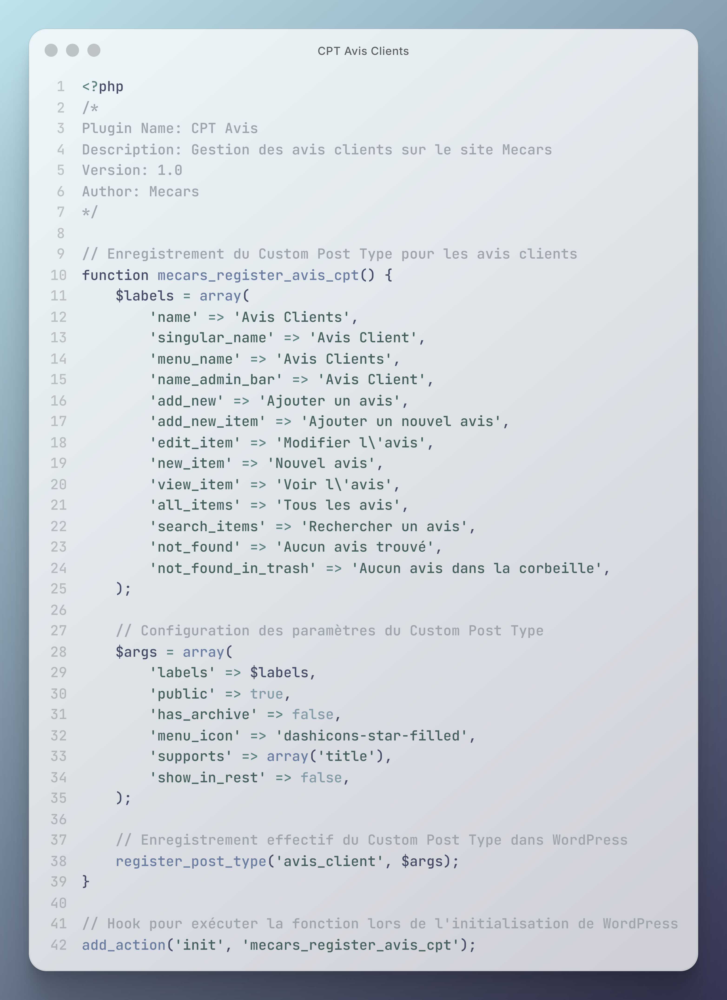 CPT Avis Clients
1 <?php
2 /*
3 Plugin Name: CPT Avis
4 Description: Gestion des avis clients sur le site Mecars
5 Version: 1.0
6 Author: Mecars
7 */
8
9 // Enregistrement du Custom Post Type pour les avis clients
10 function mecars_register_avis_cpt() {
11     $labels = array(
12         'name' => 'Avis Clients',
13         'singular_name' => 'Avis Client',
14         'menu_name' => 'Avis Clients',
15         'name_admin_bar' => 'Avis Client',
16         'add_new' => 'Ajouter un avis',
17         'add_new_item' => 'Ajouter un nouvel avis',
18         'edit_item' => 'Modifier l\'avis',
19         'new_item' => 'Nouvel avis',
20         'view_item' => 'Voir l\'avis',
21         'all_items' => 'Tous les avis',
22         'search_items' => 'Rechercher un avis',
23         'not_found' => 'Aucun avis trouvé',
24         'not_found_in_trash' => 'Aucun avis dans la corbeille',
25     );
26
27     // Configuration des paramètres du Custom Post Type
28     $args = array(
29         'labels' => $labels,
30         'public' => true,
31         'has_archive' => false,
32         'menu_icon' => 'dashicons-star-filled',
33         'supports' => array('title'),
34         'show_in_rest' => false,
35     );
36
37     // Enregistrement effectif du Custom Post Type dans WordPress
38     register_post_type('avis_client', $args);
39 }
40
41 // Hook pour exécuter la fonction lors de l'initialisation de WordPress
42 add_action('init', 'mecars_register_avis_cpt');